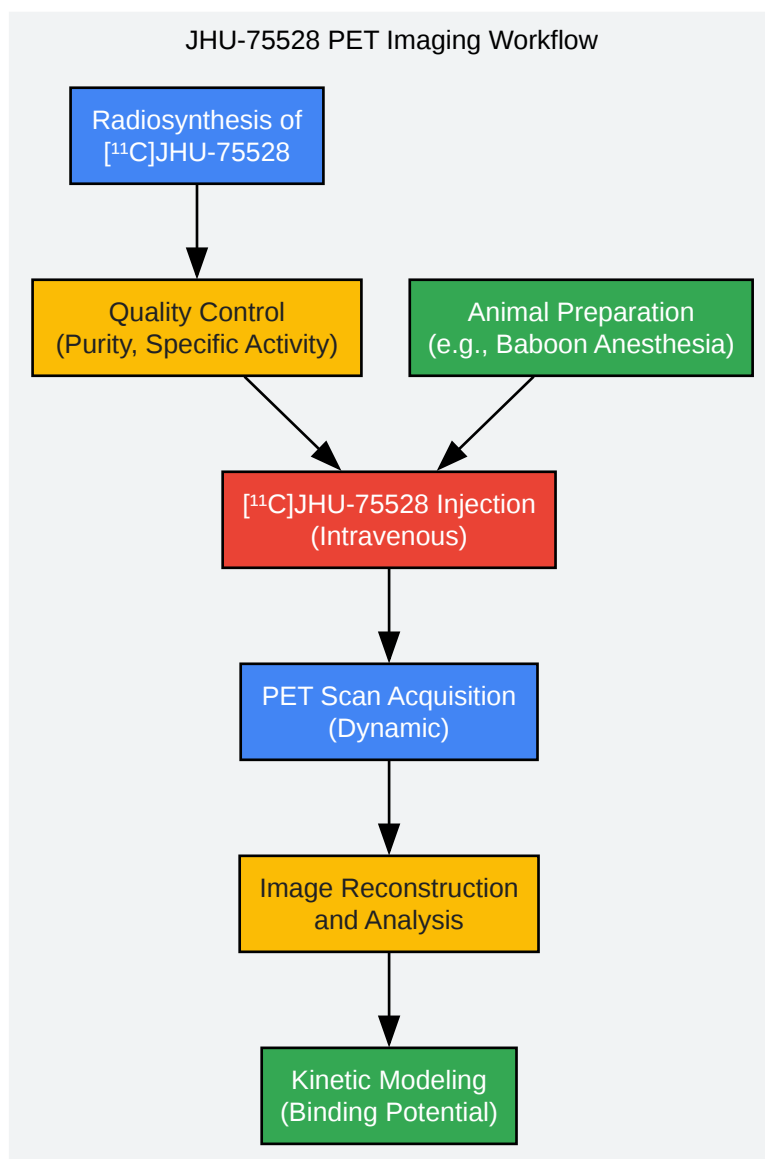 JHU-75528 PET Imaging Workflow
Radiosynthesis of
[¹¹C]JHU-75528
Quality Control
(Purity, Specific Activity)
Animal Preparation
(e.g., Baboon Anesthesia)
[¹¹C]JHU-75528 Injection
(Intravenous)
PET Scan Acquisition
(Dynamic)
Image Reconstruction
and Analysis
Kinetic Modeling
(Binding Potential)